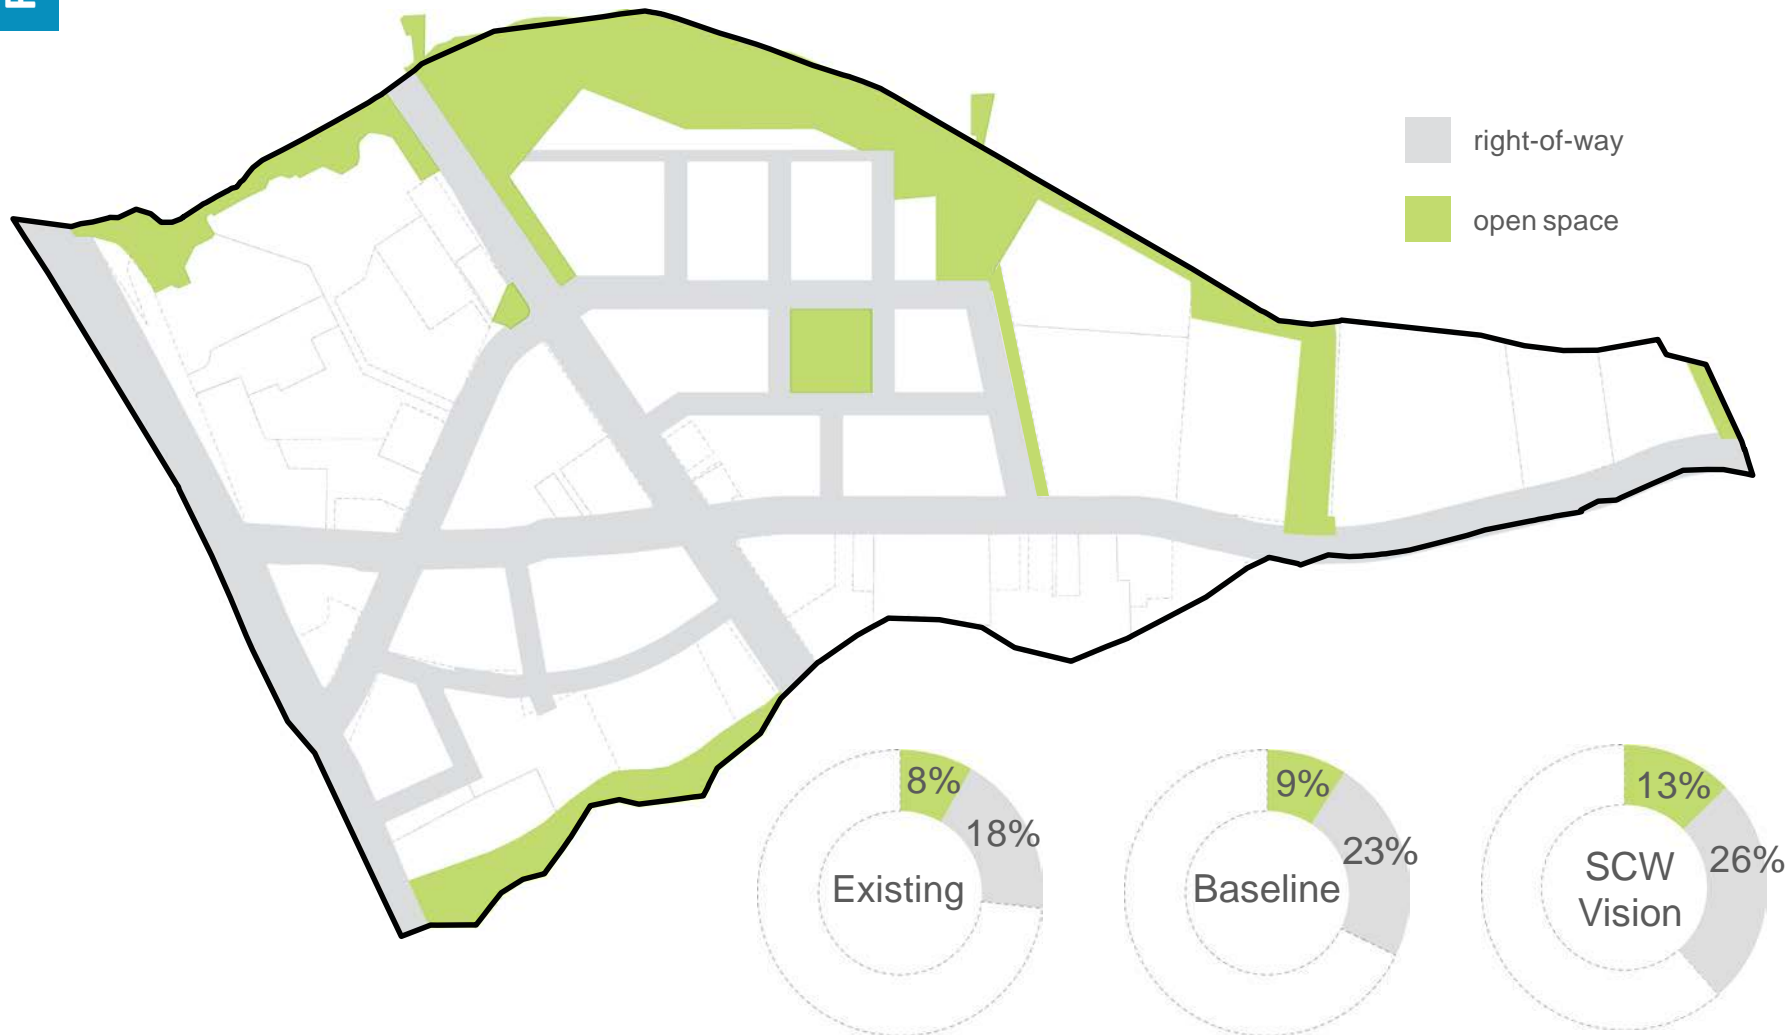 right-of-way
open space
8%
18%
Existing
9%
23%
Baseline
13%
26%
SCW
Vision